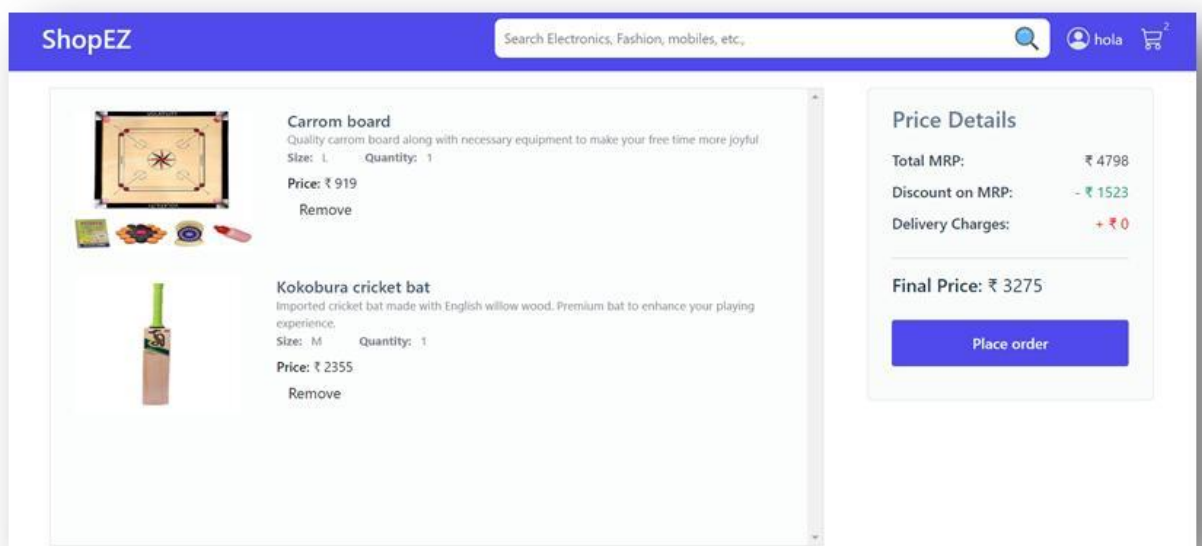 ShopEZ
Search Electronics, Fashion, mobiles, etc.,
hola
2
Carrom board
Quality carrom board along with necessary equipment to make your free time more joyful
Size: L Quantity: 1
Price: ₹ 919
Remove
Kokobura cricket bat
Imported cricket bat made with English willow wood. Premium bat to enhance your playing
experience.
Size: M Quantity: 1
Price: ₹ 2355
Remove
Price Details
Total MRP: ₹ 4798
Discount on MRP: - ₹ 1523
Delivery Charges: + ₹ 0
Final Price: ₹ 3275
Place order